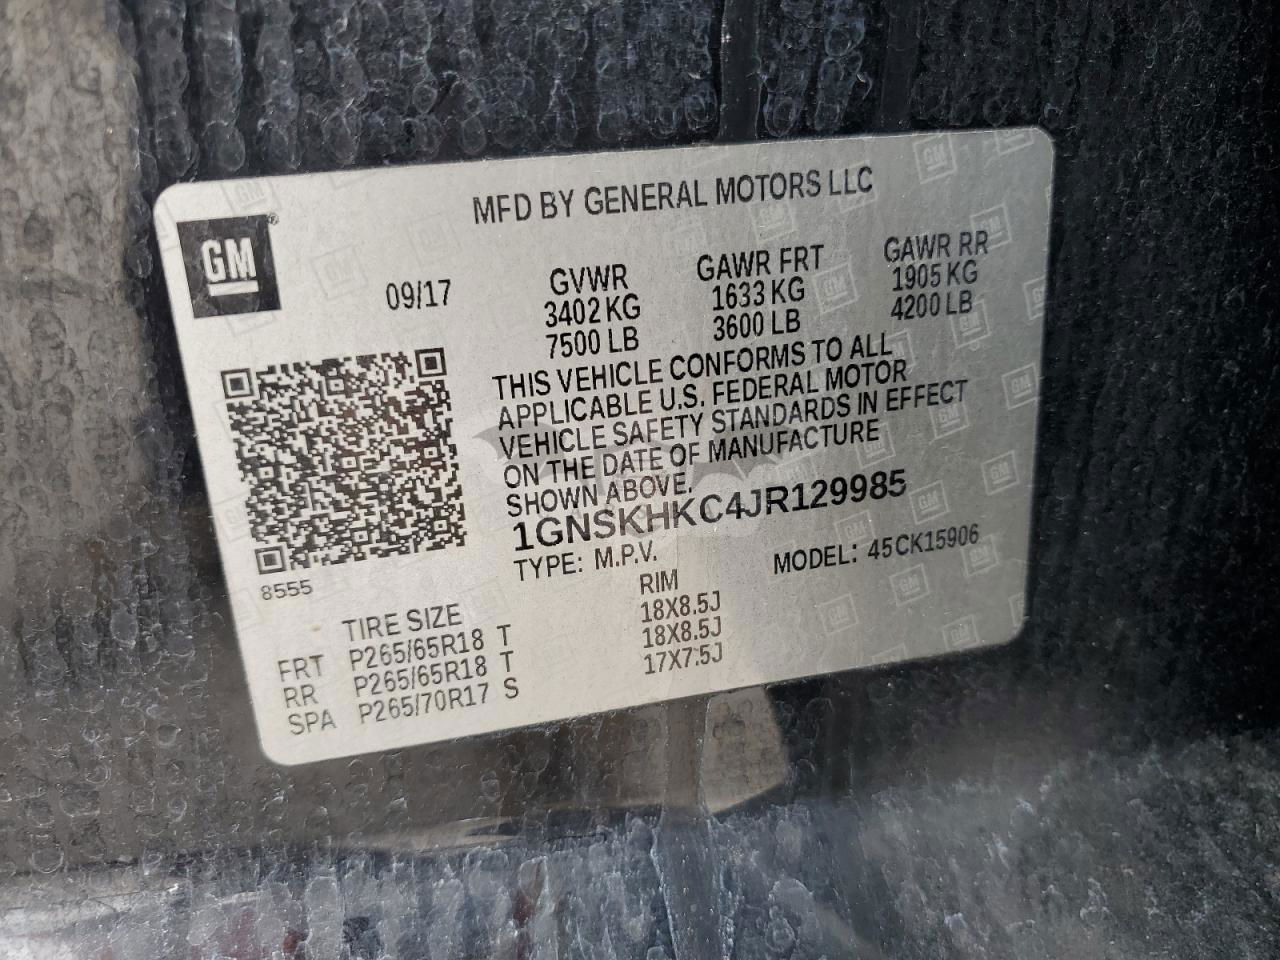 MFD BY GENERAL MOTORS LLC
GM
09/17
GVWR
3402 KG
7500 LB
GAWR FRT
1633 KG
3600 LB
GAWR RR
1905 KG
4200 LB
THIS VEHICLE CONFORMS TO ALL
APPLICABLE U.S. FEDERAL MOTOR
VEHICLE SAFETY STANDARDS IN EFFECT
ON THE DATE OF MANUFACTURE
SHOWN ABOVE.
1GNSKHKC4JR129985
TYPE: M.P.V. MODEL: 45CK15906
8555
TIRE SIZE RIM
FRT P265/65R18 T 18X8.5J
RR P265/65R18 T 18X8.5J
SPA P265/70R17 S 17X7.5J